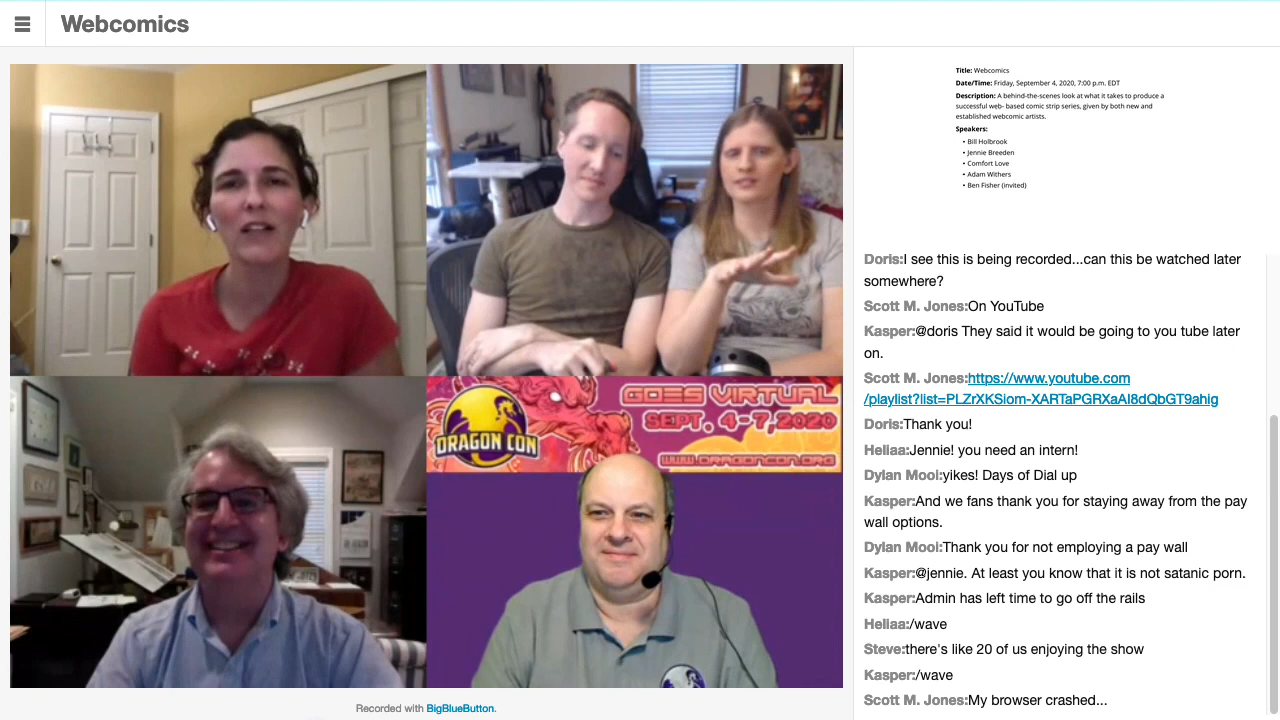 Webcomics
GOES VIRTUAL
SEPT. 4-7, 2020
DRAGON CON
WWW.DRAGONCON.ORG
Recorded with BigBlueButton.
Title: Webcomics
Date/Time: Friday, September 4, 2020, 7:00 p.m. EDT
Description: A behind-the-scenes look at what it takes to produce a
successful web- based comic strip series, given by both new and
established webcomic artists.
Speakers:
• Bill Holbrook
• Jennie Breeden
• Comfort Love
• Adam Withers
• Ben Fisher (invited)
Doris:I see this is being recorded...can this be watched later
somewhere?
Scott M. Jones:On YouTube
Kasper:@doris They said it would be going to you tube later
on.
Scott M. Jones:https://www.youtube.com
/playlist?list=PLZrXKSiom-XARTaPGRXaAl8dQbGT9ahig
Doris:Thank you!
Heliaa:Jennie! you need an intern!
Dylan Mooi:yikes! Days of Dial up
Kasper:And we fans thank you for staying away from the pay
wall options.
Dylan Mooi:Thank you for not employing a pay wall
Kasper:@jennie. At least you know that it is not satanic porn.
Kasper:Admin has left time to go off the rails
Heliaa:/wave
Steve:there's like 20 of us enjoying the show
Kasper:/wave
Scott M. Jones:My browser crashed...